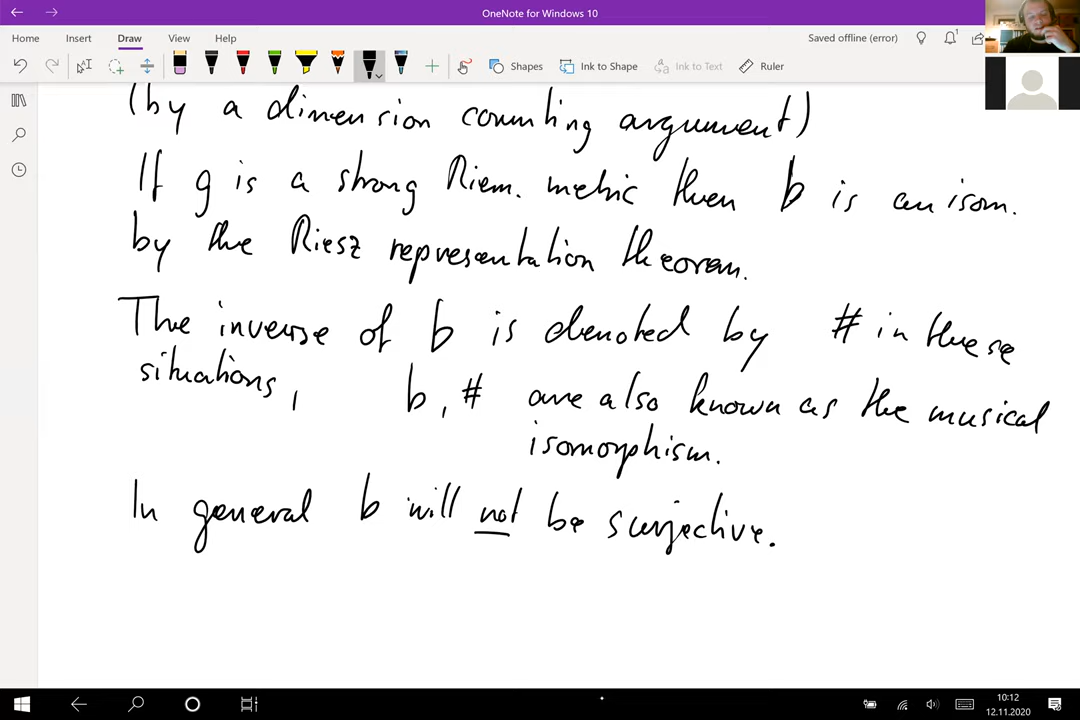 OneNote for Windows 10
Home Insert Draw View Help
Saved offline (error)
Shapes Ink to Shape Ink to Text Ruler
(by a dimension counting argument)
If g is a strong Riem. metric then ♭ is an isom.
by the Riesz representation theorem.
The inverse of ♭ is denoted by # in these
situations,
♭, # are also known as the musical
isomorphism.
In general ♭ will not be surjective.
10:12
12.11.2020